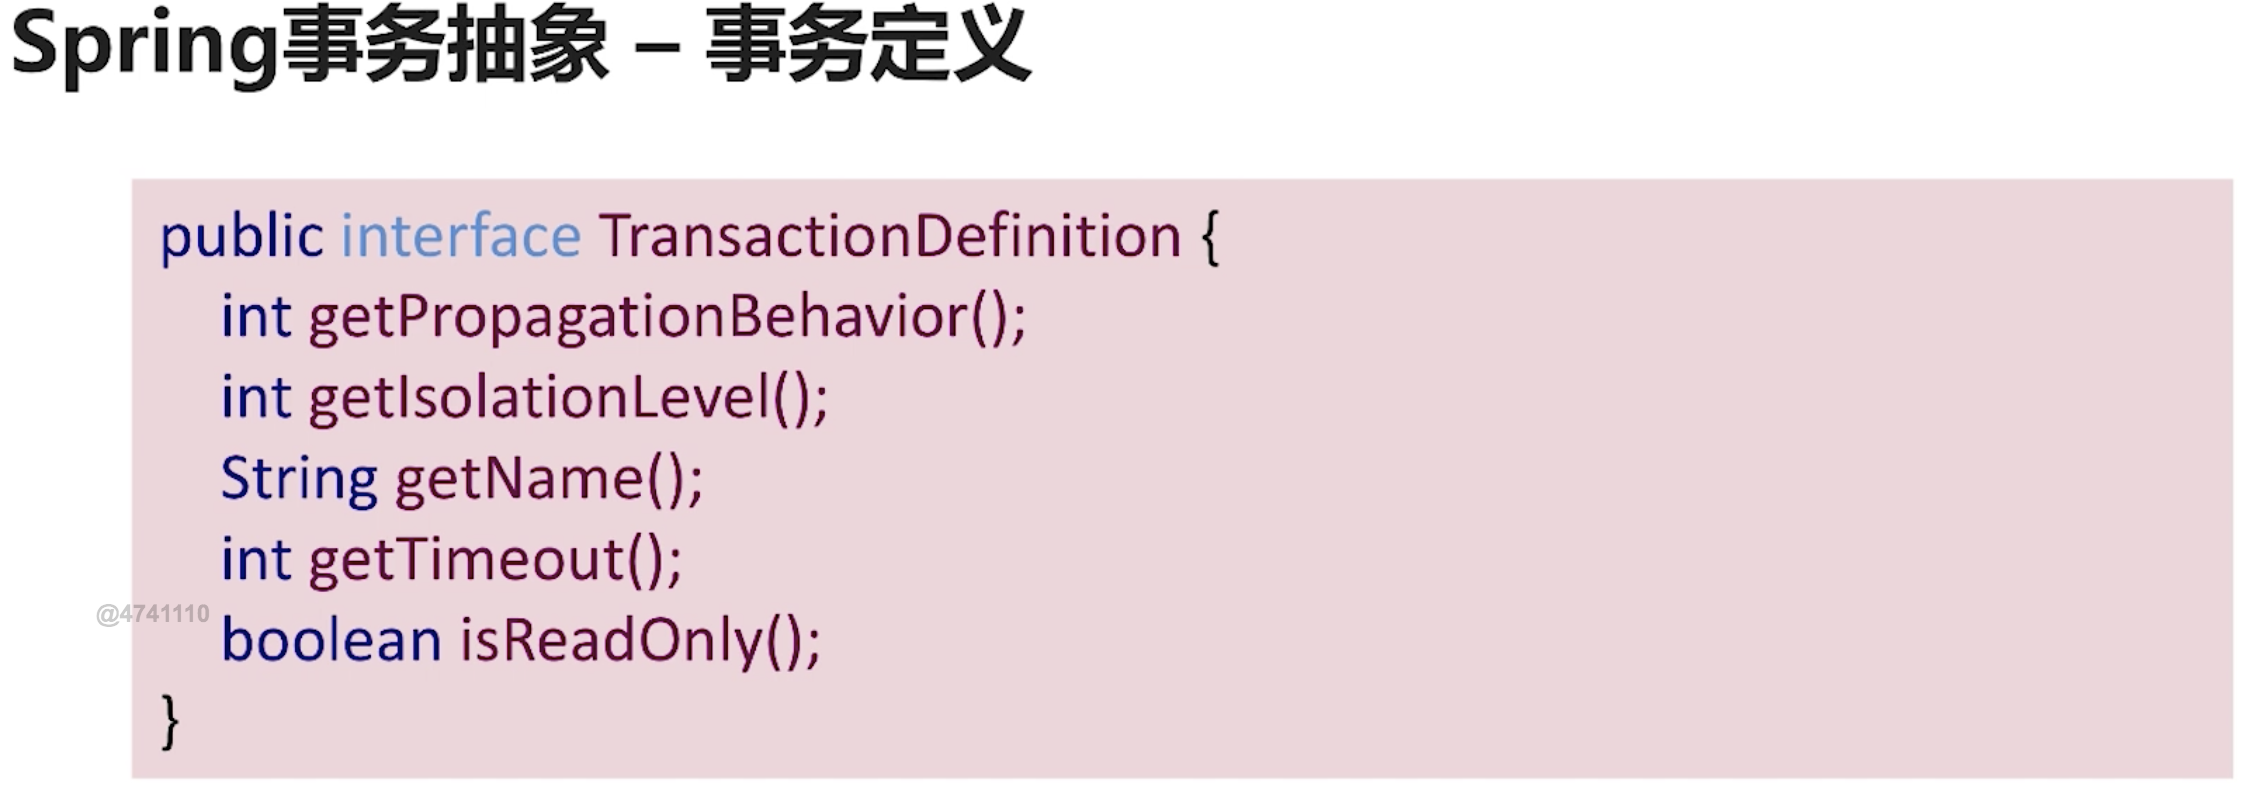 Spring事务抽象 – 事务定义
public interface TransactionDefinition {
int getPropagationBehavior();
int getIsolationLevel();
String getName();
int getTimeout();
@4741110
boolean isReadOnly();
}